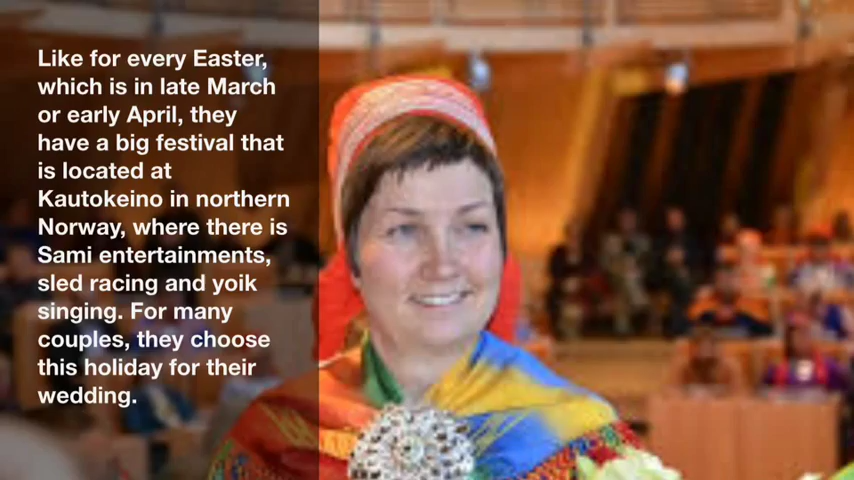 Like for every Easter,
which is in late March
or early April, they
have a big festival that
is located at
Kautokeino in northern
Norway, where there is
Sami entertainments,
sled racing and yoik
singing. For many
couples, they choose
this holiday for their
wedding.